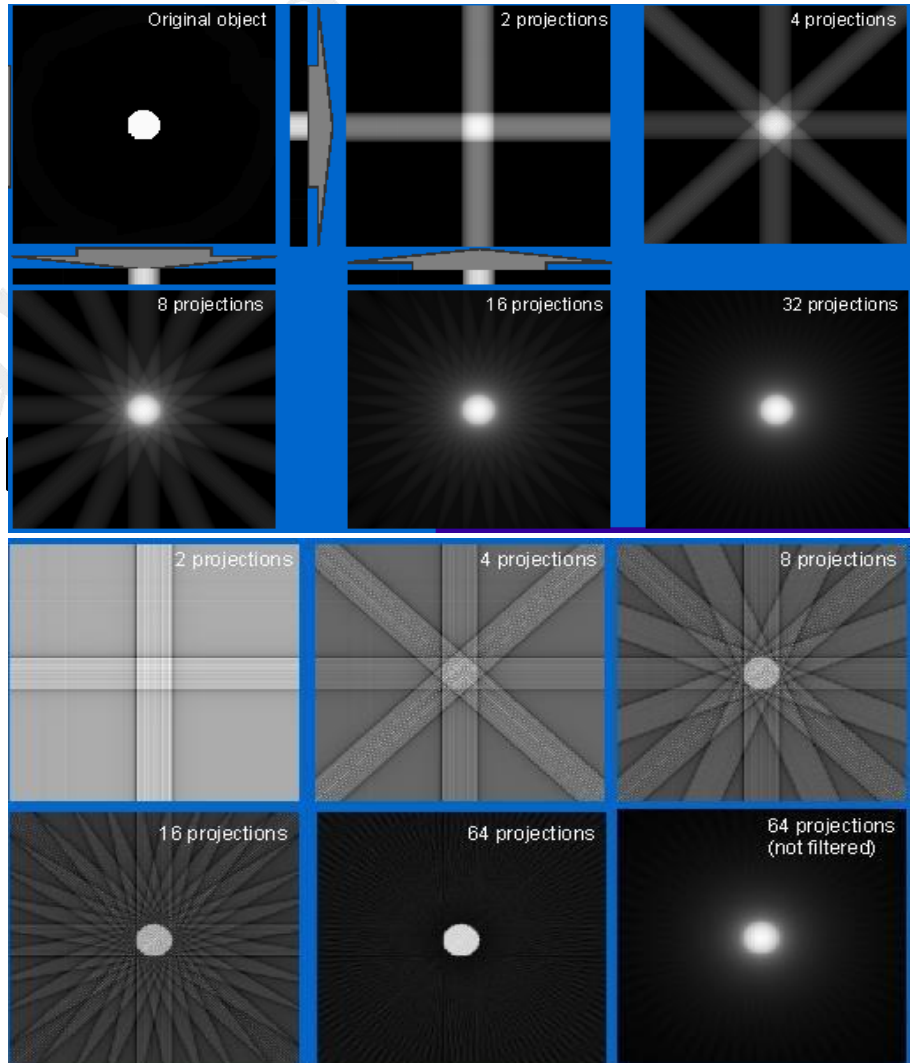 Original object
2 projections
4 projections
8 projections
16 projections
32 projections
2 projections
4 projections
8 projections
16 projections
64 projections
64 projections
(not filtered)